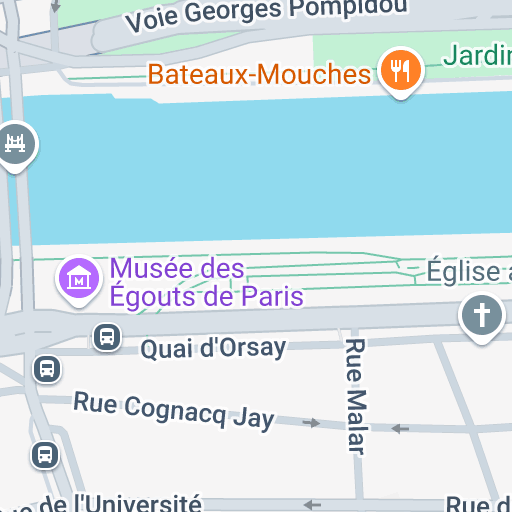 Voie Georges Pompidou
Jardin
Bateaux-Mouches
Musée des
Égouts de Paris
Église a
Quai d'Orsay
Rue Malar
Rue Cognacq Jay
de l'Université
Rue d